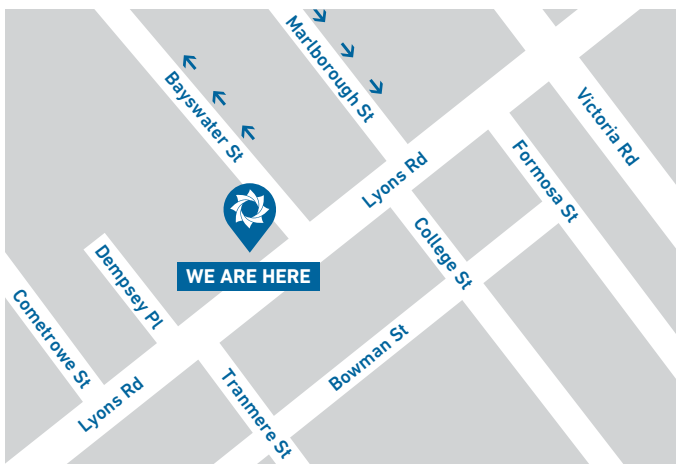 Marlborough St
Bayswater St
Victoria Rd
Lyons Rd
Formosa St
College St
WE ARE HERE
Dempsey Pl
Cometrowe St
Bowman St
Lyons Rd
Tranmere St